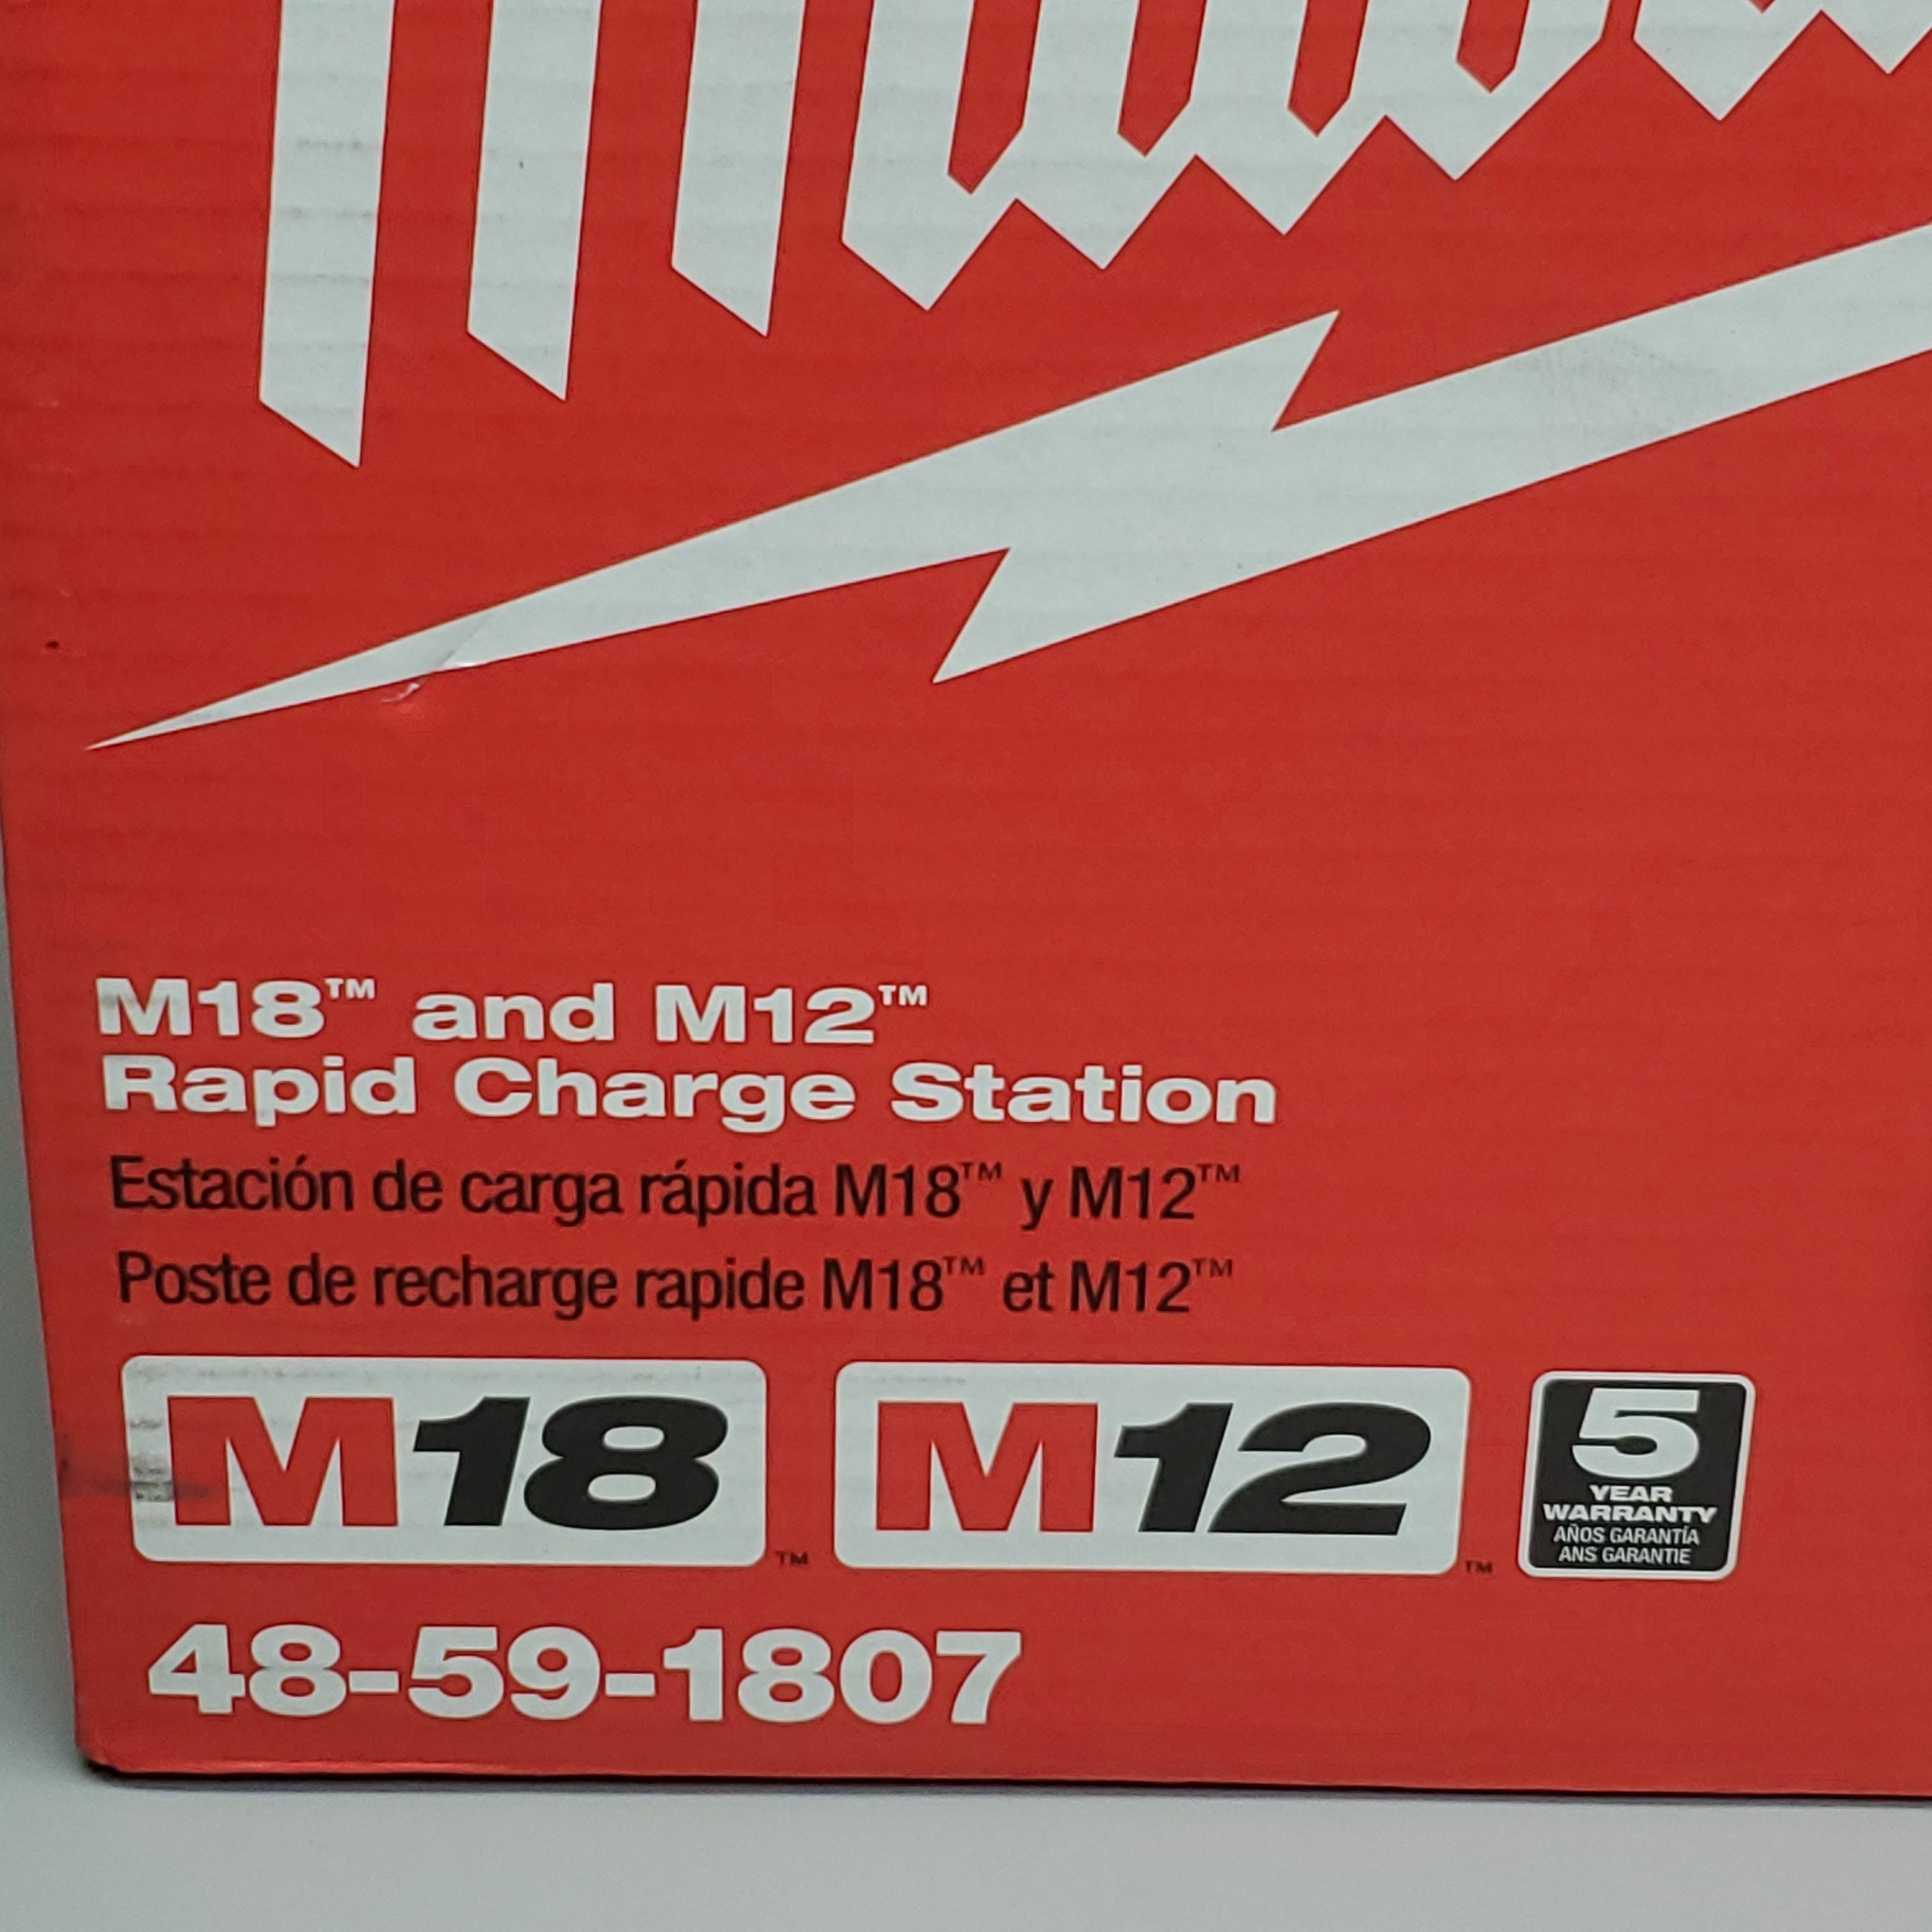 M18™ and M12™
Rapid Charge Station
Estación de carga rápida M18™ y M12™
Poste de recharge rapide M18™ et M12™
M18™ M12™
5
YEAR
WARRANTY
AÑOS GARANTÍA
ANS GARANTIE
48-59-1807